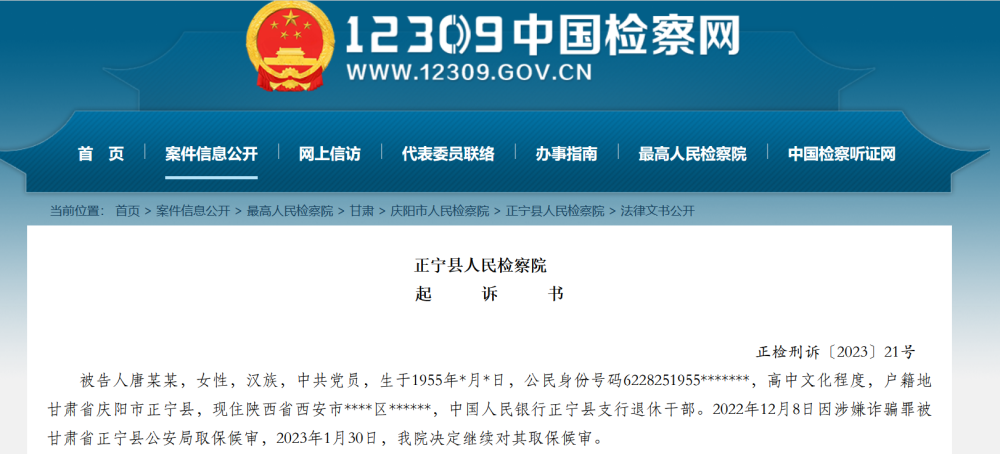 12309中国检察网
WWW.12309.GOV.CN
首 页 案件信息公开 网上信访 代表委员联络 办事指南 最高人民检察院 中国检察听证网
当前位置： 首页 > 案件信息公开 > 最高人民检察院 > 甘肃 > 庆阳市人民检察院 > 正宁县人民检察院 > 法律文书公开
正宁县人民检察院
起 诉 书
正检刑诉〔2023〕21号
被告人唐某某，女性，汉族，中共党员，生于1955年*月*日，公民身份号码6228251955*******，高中文化程度，户籍地
甘肃省庆阳市正宁县，现住陕西省西安市****区******，中国人民银行正宁县支行退休干部。2022年12月8日因涉嫌诈骗罪被
甘肃省正宁县公安局取保候审，2023年1月30日，我院决定继续对其取保候审。